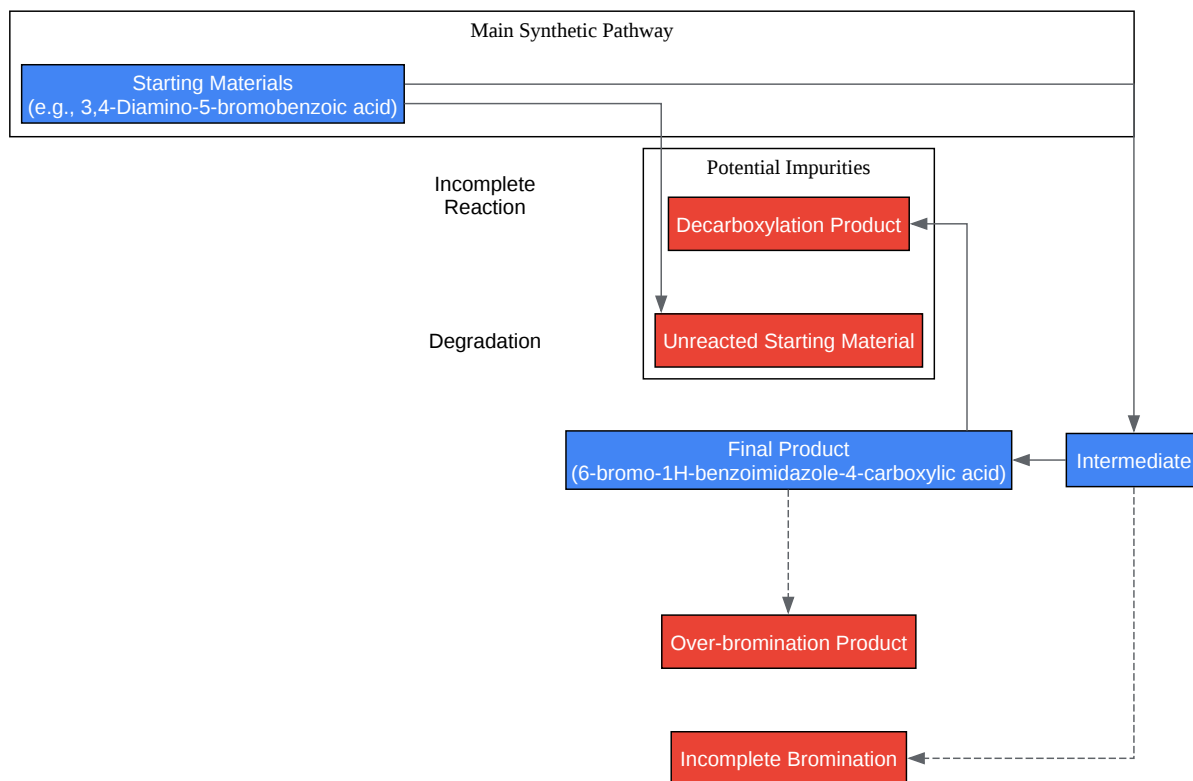 Main Synthetic Pathway
Starting Materials
(e.g., 3,4-Diamino-5-bromobenzoic acid)
Potential Impurities
Incomplete
Reaction
Decarboxylation Product
Degradation
Unreacted Starting Material
Final Product
(6-bromo-1H-benzoimidazole-4-carboxylic acid)
Intermediate
Over-bromination Product
Incomplete Bromination